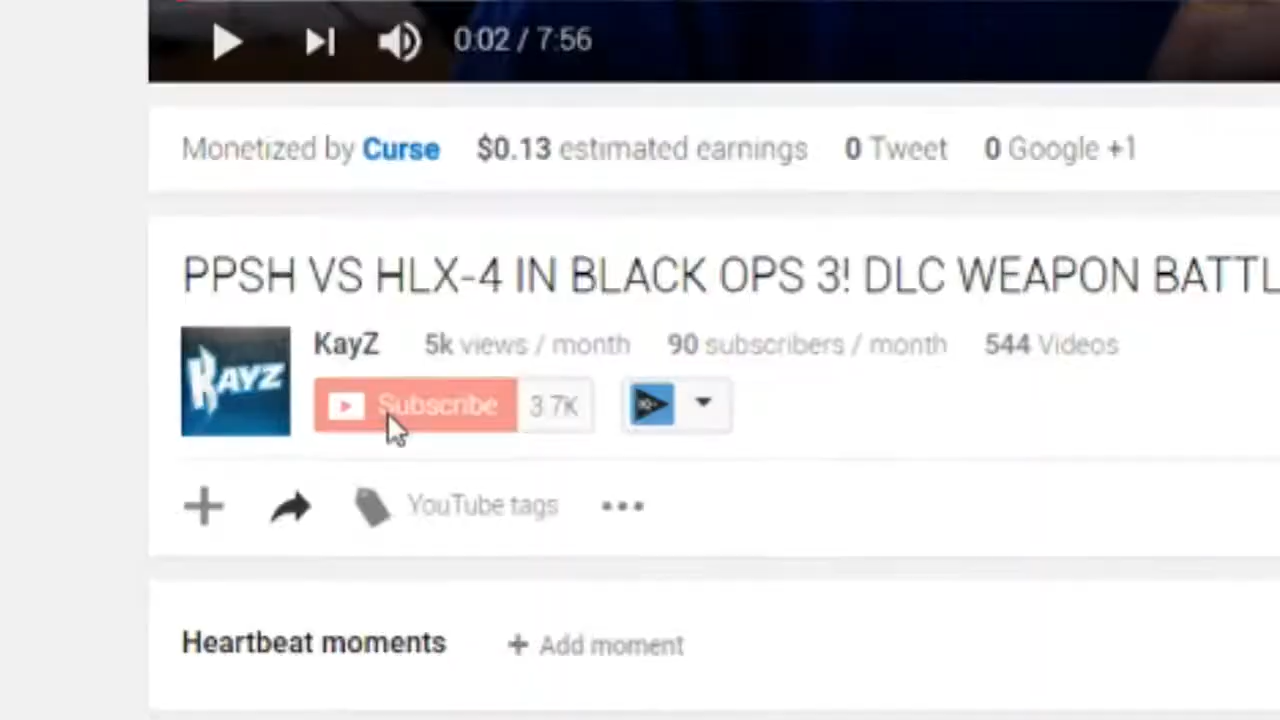 0:02 / 7:56
Monetized by Curse $0.13 estimated earnings 0 Tweet 0 Google +1
PPSH VS HLX-4 IN BLACK OPS 3! DLC WEAPON BATTL
KAYZ
KayZ 5k views / month 90 subscribers / month 544 Videos
Subscribe 3.7K
YouTube tags
Heartbeat moments + Add moment